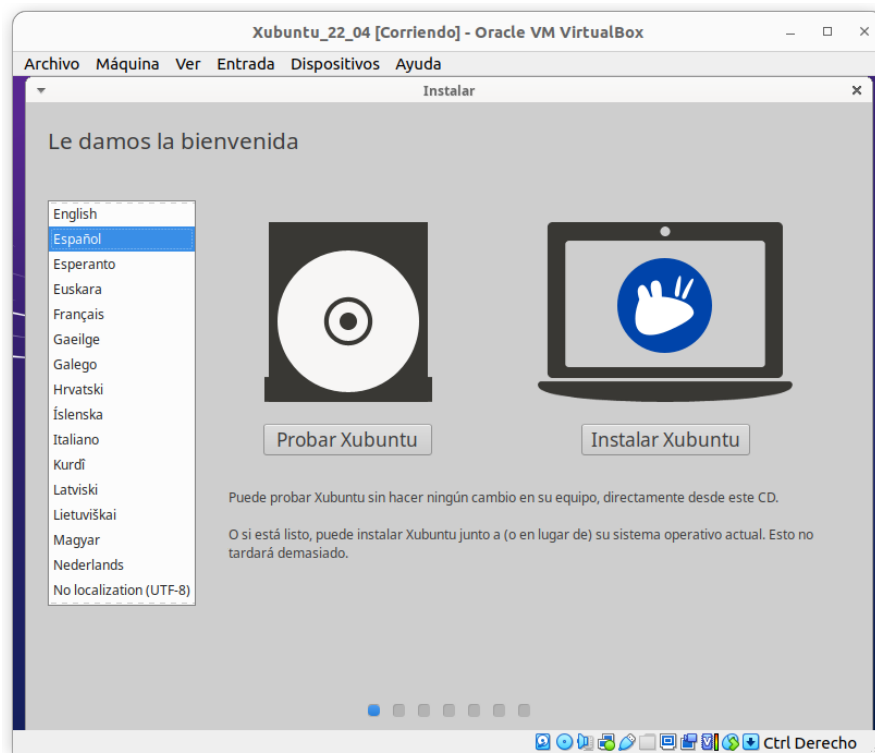 Xubuntu_22_04 [Corriendo] - Oracle VM VirtualBox
Archivo Máquina Ver Entrada Dispositivos Ayuda
Instalar
Le damos la bienvenida
English
Español
Esperanto
Euskara
Français
Gaeilge
Galego
Hrvatski
Íslenska
Italiano
Kurdî
Latviski
Lietuviškai
Magyar
Nederlands
No localization (UTF-8)
Probar Xubuntu
Instalar Xubuntu
Puede probar Xubuntu sin hacer ningún cambio en su equipo, directamente desde este CD.
O si está listo, puede instalar Xubuntu junto a (o en lugar de) su sistema operativo actual. Esto no
tardará demasiado.
Ctrl Derecho